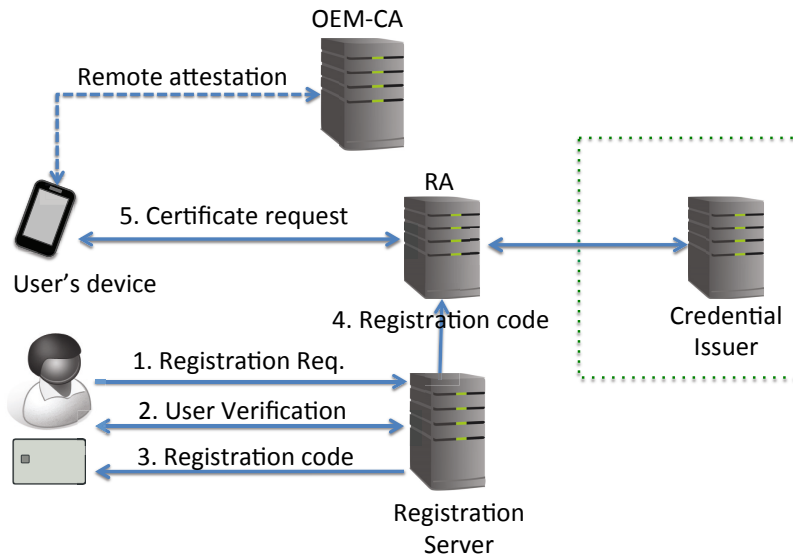 OEM-CA
Remote attestation
RA
5. Certificate request
User's device
4. Registration code
Credential
Issuer
1. Registration Req.
2. User Verification
3. Registration code
Registration
Server